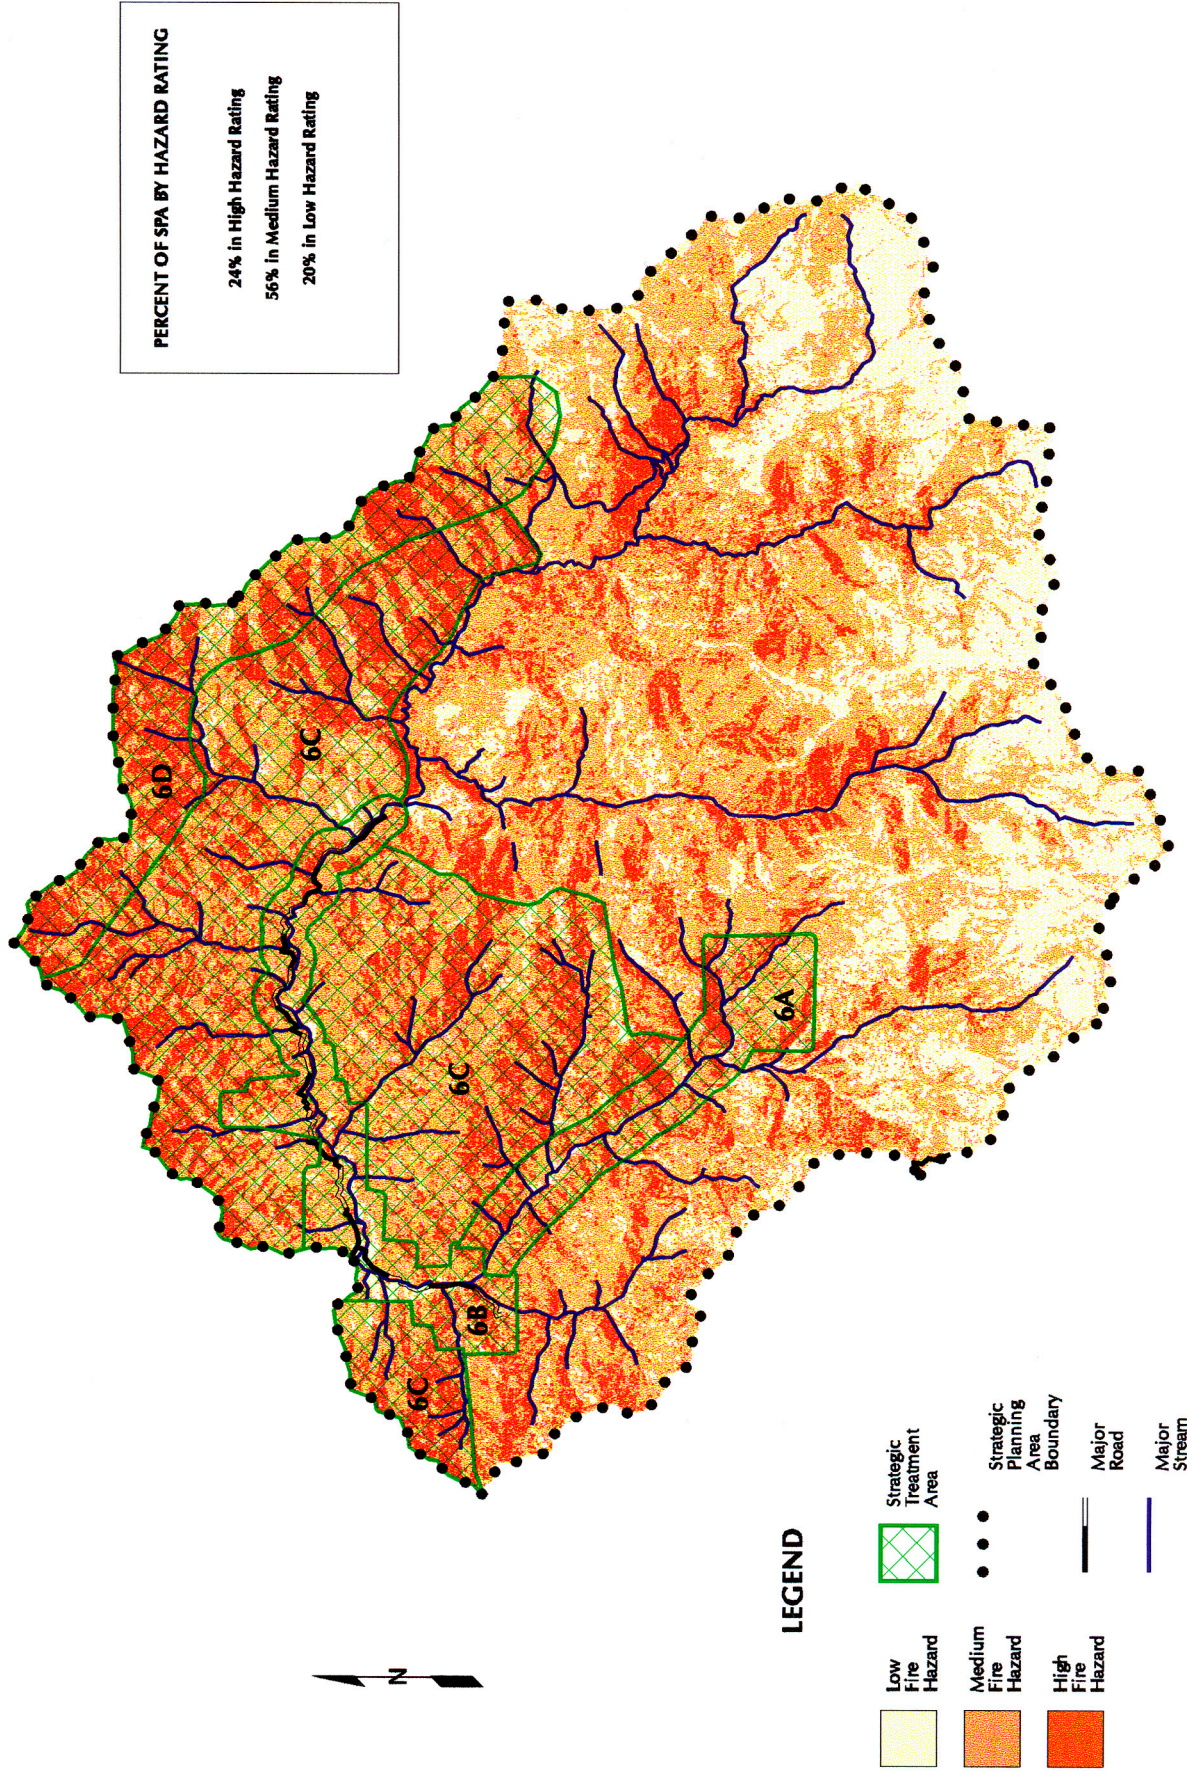 PERCENT OF SPA BY HAZARD RATING
24% in High Hazard Rating
56% in Medium Hazard Rating
20% in Low Hazard Rating
6D
6C
6C
6A
6B
6C
N
LEGEND
Low
Fire
Hazard
Medium
Fire
Hazard
High
Fire
Hazard
Strategic
Treatment
Area
Strategic
Planning
Area
Boundary
Major
Road
Major
Stream